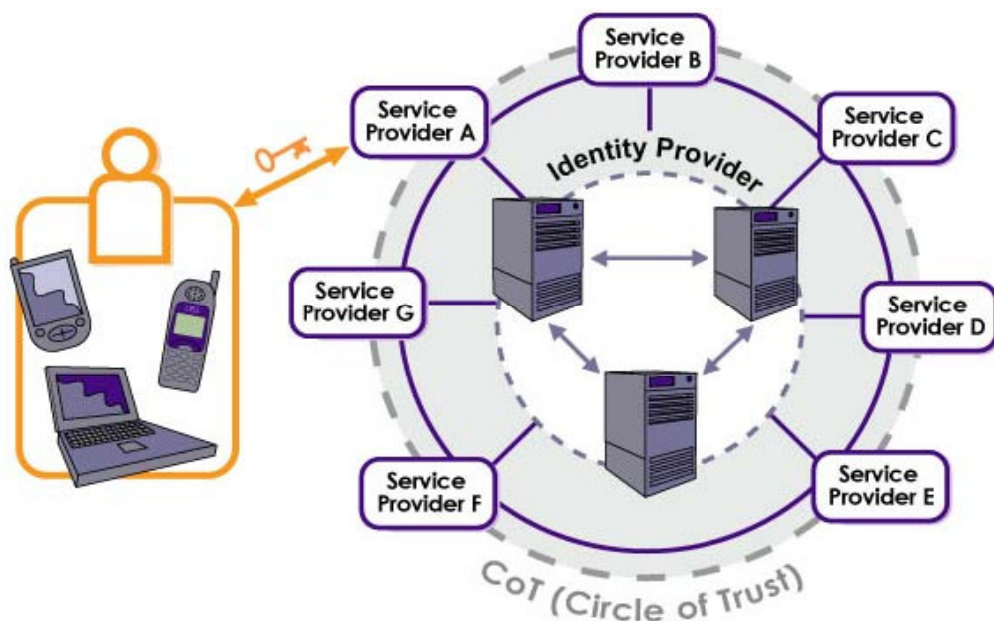 Service
Provider B
Service
Provider A
Service
Provider C
Identity Provider
Service
Provider G
Service
Provider D
Service
Provider F
Service
Provider E
CoT (Circle of Trust)